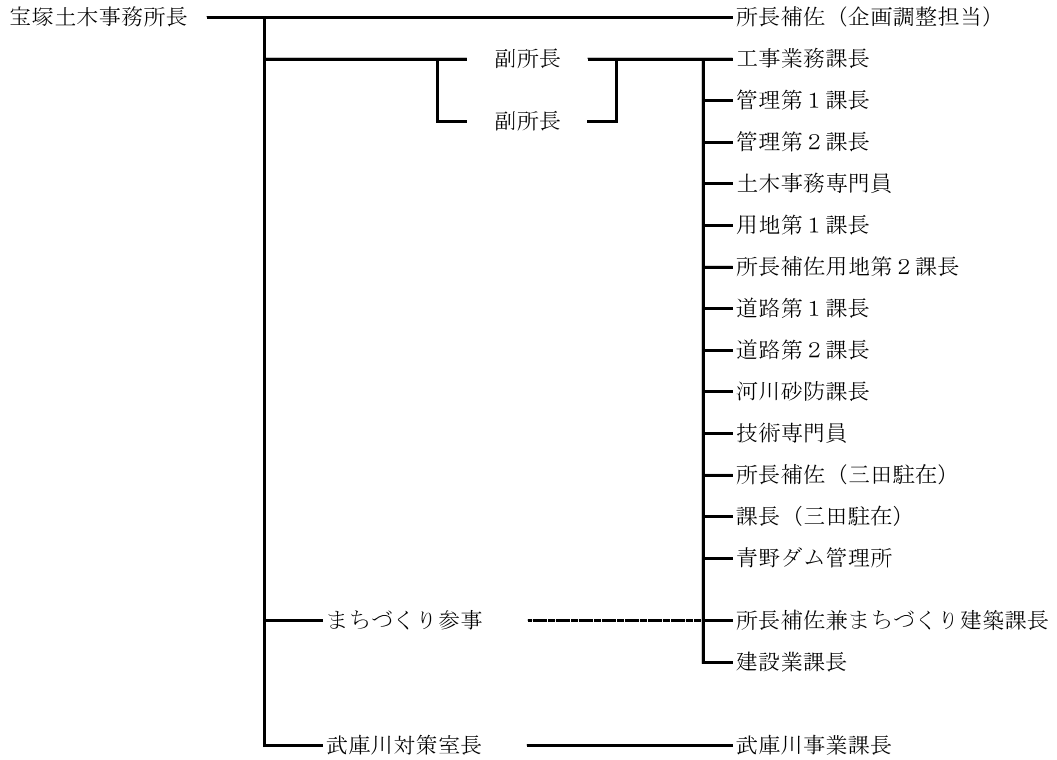 宝塚土木事務所長 所長補佐（企画調整担当）
副所長 工事業務課長
管理第１課長
副所長
管理第２課長
土木事務専門員
用地第１課長
所長補佐用地第２課長
道路第１課長
道路第２課長
河川砂防課長
技術専門員
所長補佐（三田駐在）
課長（三田駐在）
青野ダム管理所
まちづくり参事 所長補佐兼まちづくり建築課長
建設業課長
武庫川対策室長 武庫川事業課長